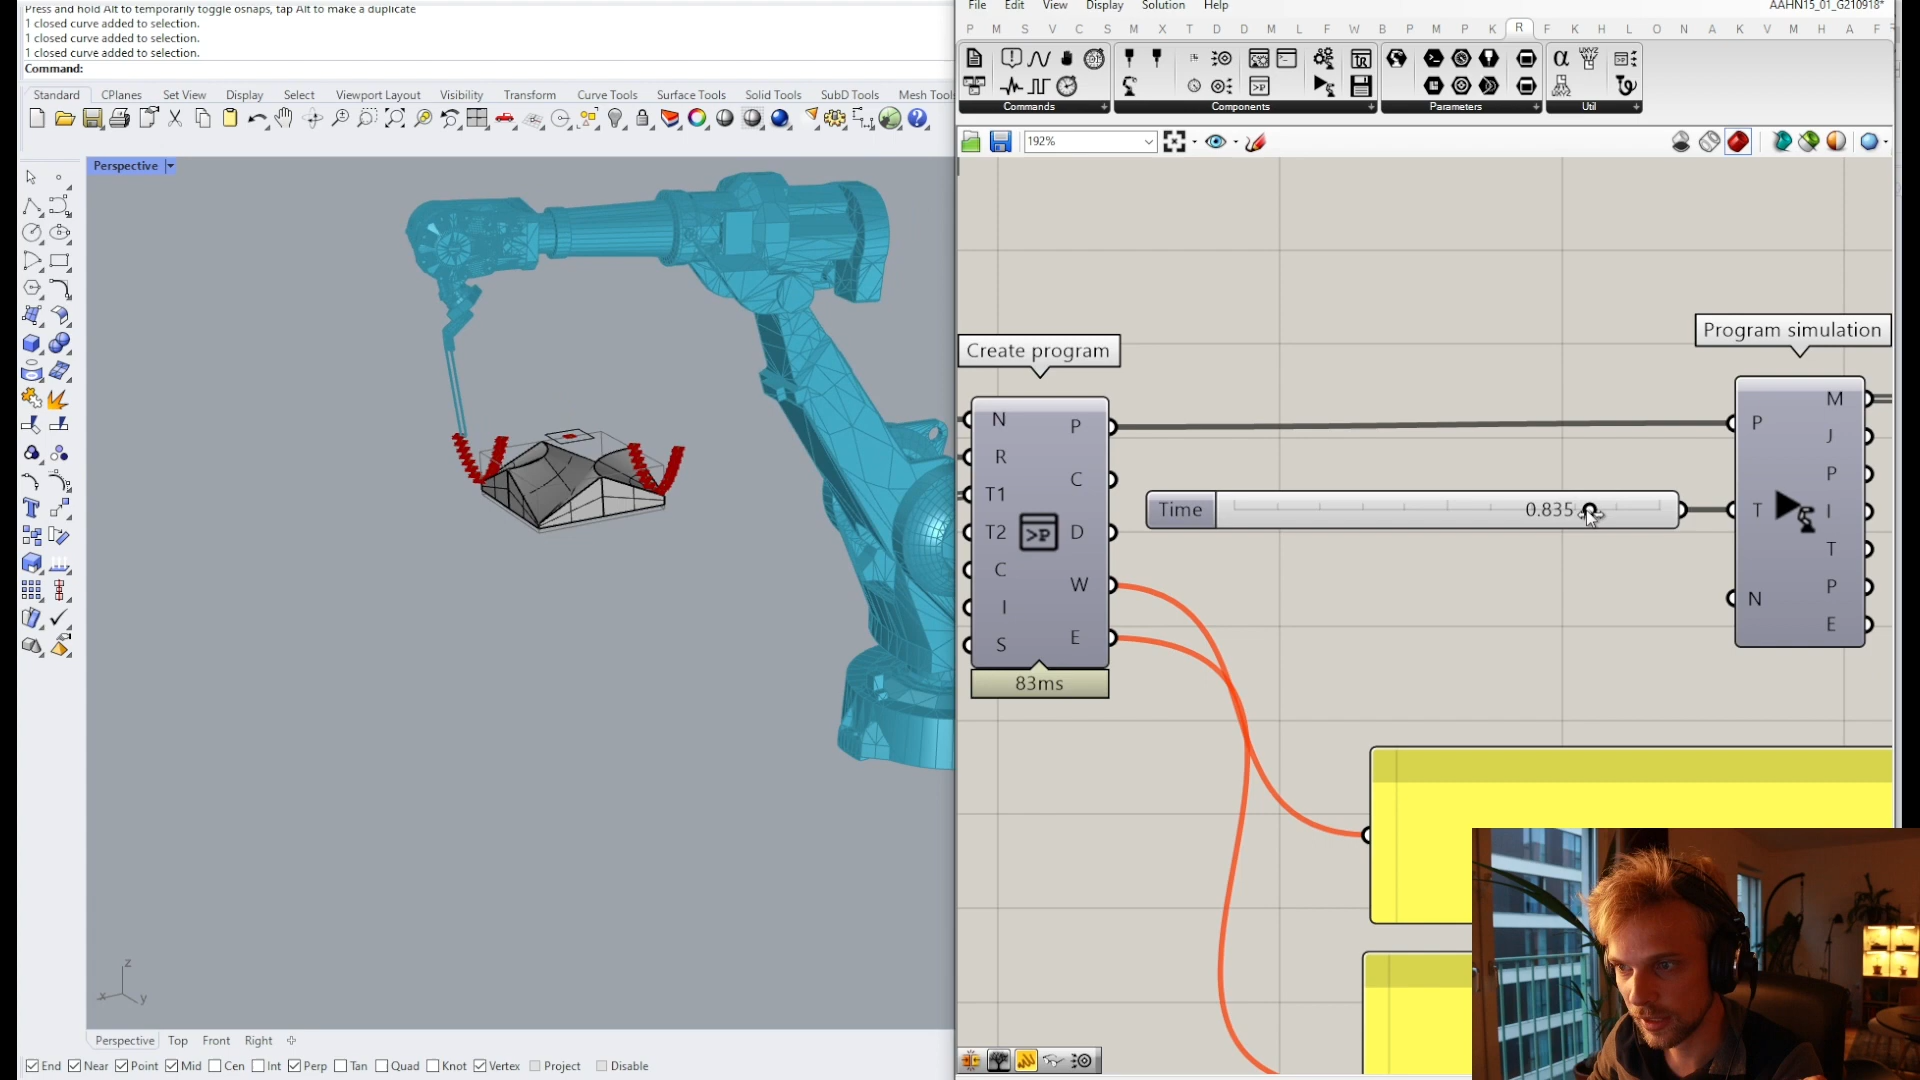 Press and hold Alt to temporarily toggle osnaps, tap Alt to make a duplicate
1 closed curve added to selection.
1 closed curve added to selection.
1 closed curve added to selection.
Command:
Standard CPlanes Set View Display Select Viewport Layout Visibility Transform Curve Tools Surface Tools Solid Tools SubD Tools Mesh Tool
Perspective
z
x
y
Perspective Top Front Right
End Near Point Mid Cen Int Perp Tan Quad Knot Vertex Project Disable
File Edit View Display Solution Help
AAHN15_01_G210918*
P M S V C S M X T D D M L F W B P M P K R F K H L O N A K V M H A F
Commands Components Parameters Util
192%
Create program
N
R
T1
T2
C
I
S
P
C
D
W
E
>P
83ms
Time 0.835
Program simulation
P
T
N
M
J
P
I
T
P
E